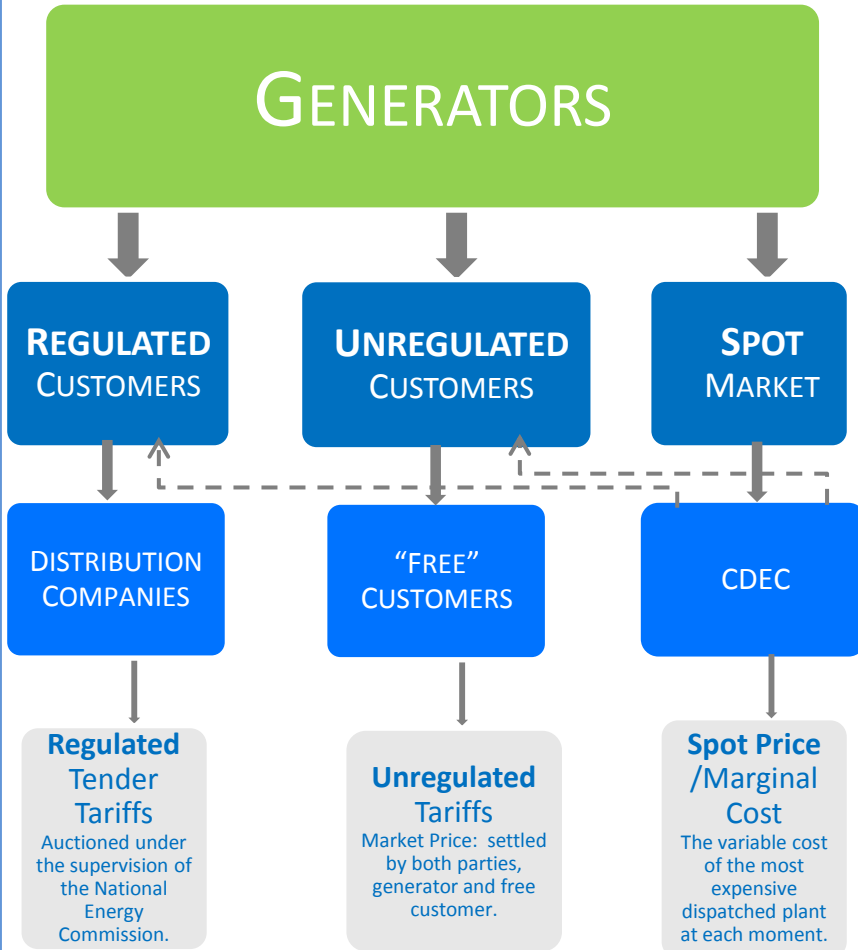 GENERATORS
REGULATED
CUSTOMERS
UNREGULATED
CUSTOMERS
SPOT
MARKET
DISTRIBUTION
COMPANIES
“FREE”
CUSTOMERS
CDEC
Regulated
Tender
Tariffs
Auctioned under
the supervision of
the National
Energy
Commission.
Unregulated
Tariffs
Market Price: settled
by both parties,
generator and free
customer.
Spot Price
/Marginal
Cost
The variable cost
of the most
expensive
dispatched plant
at each moment.